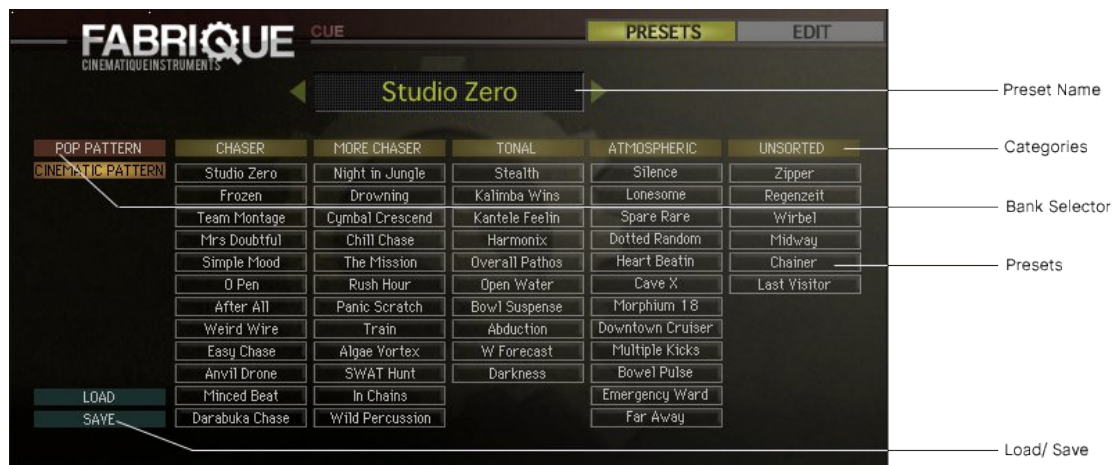 FABRIQUE
CINEMATIQUEINSTRUMENTS
CUE
PRESETS EDIT
Studio Zero
Preset Name
POP PATTERN CHASER MORE CHASER TONAL ATMOSPHERIC UNSORTED
Categories
CINEMATIC PATTERN Studio Zero Night in Jungle Stealth Silence Zipper
Frozen Drowning Kalimba Wins Lonesome Regenzeit
Bank Selector
Team Montage Cymbal Crescend Kantele Feelin Spare Rare Wirbel
Mrs Doubtful Chill Chase Harmonix Dotted Random Midway
Simple Mood The Mission Overall Pathos Heart Beatin Chainer
Presets
O Pen Rush Hour Open Water Cave X Last Visitor
After All Panic Scratch Bowl Suspense Morphium 18
Weird Wire Train Abduction Downtown Cruiser
Easy Chase Algae Vortex W Forecast Multiple Kicks
Anvil Drone SWAT Hunt Darkness Bowel Pulse
LOAD Minced Beat In Chains Emergency Ward
SAVE Darabuka Chase Wild Percussion Far Away
Load/ Save